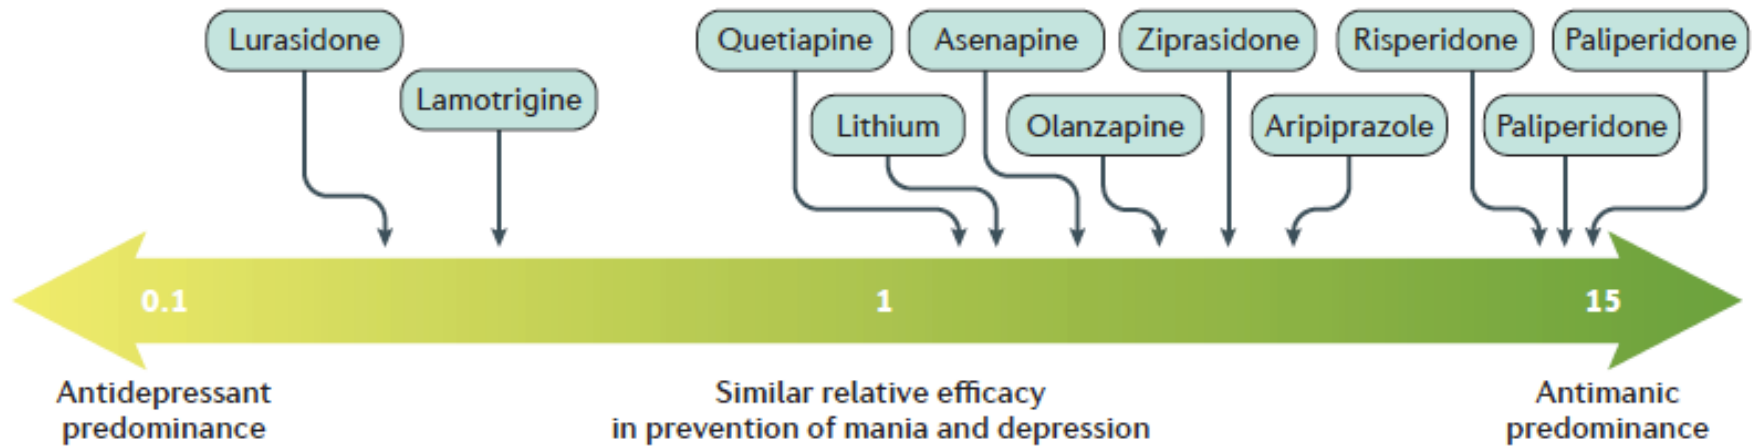 Lurasidone
Lamotrigine
Quetiapine
Asenapine
Ziprasidone
Risperidone
Paliperidone
Lithium
Olanzapine
Aripiprazole
Paliperidone
0.1
1
15
Antidepressant
predominance
Similar relative efficacy
in prevention of mania and depression
Antimanic
predominance